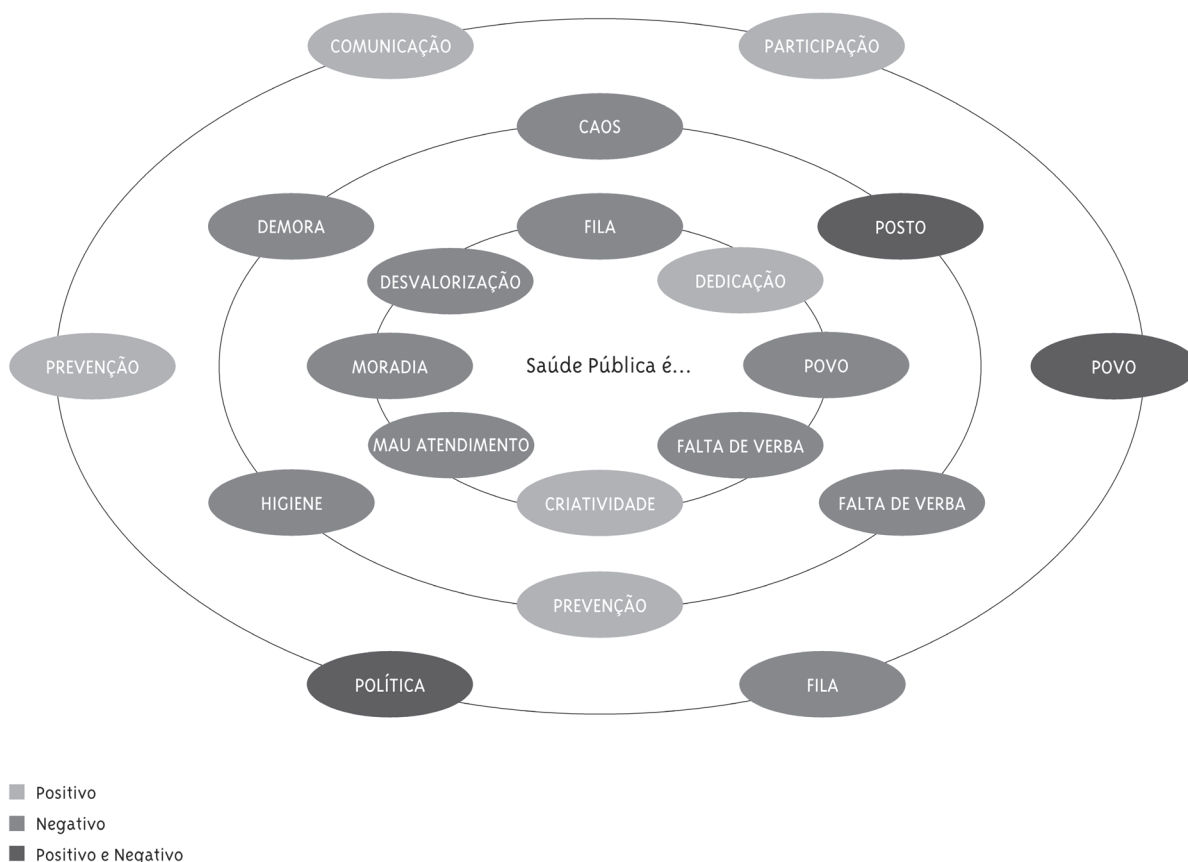 COMUNICAÇÃO
PARTICIPAÇÃO
CAOS
DEMORA
FILA
POSTO
DESVALORIZAÇÃO
DEDICAÇÃO
PREVENÇÃO
MORADIA
Saúde Pública é...
POVO
POVO
MAU ATENDIMENTO
FALTA DE VERBA
HIGIENE
CRIATIVIDADE
FALTA DE VERBA
PREVENÇÃO
POLÍTICA
FILA
Positivo
Negativo
Positivo e Negativo